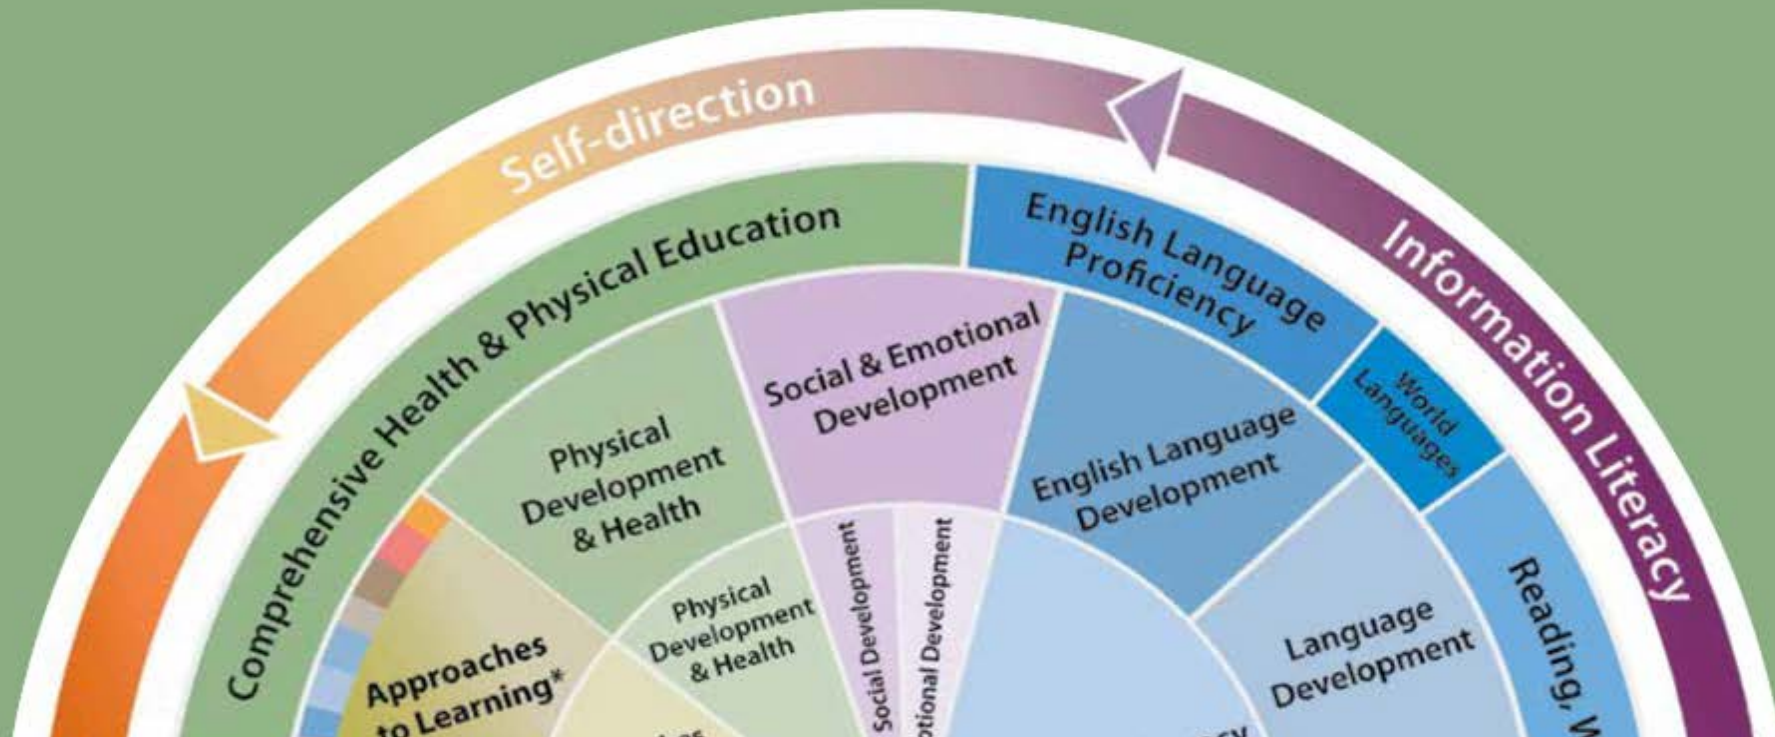 Self-direction
Information Literacy
Comprehensive Health & Physical Education
English Language
Proficiency
World
Languages
Reading,
Physical
Development
& Health
Social & Emotional
Development
English Language
Development
Language
Development
Approaches
to Learning*
Physical
Development
& Health
Social Development
Development